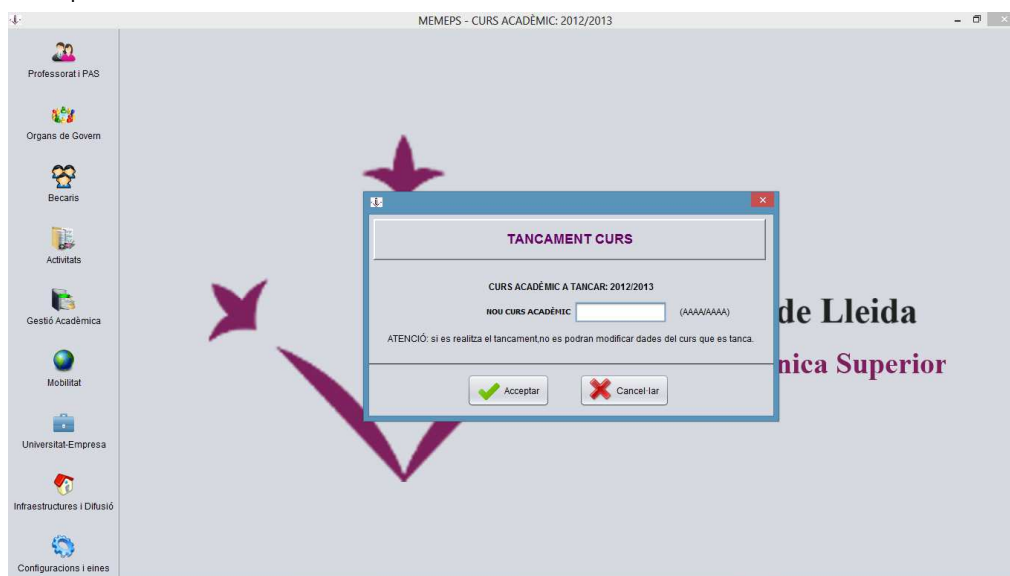 MEMEPS - CURS ACADÈMIC: 2012/2013
Professorat i PAS
Organs de Govern
Becaris
Activitats
Gestió Acadèmica
Mobilitat
Universitat-Empresa
Infraestructures i Difusió
Configuracions i eines
TANCAMENT CURS
CURS ACADÈMIC A TANCAR: 2012/2013
NOU CURS ACADÈMIC (AAAA/AAAA)
ATENCIÓ: si es realitza el tancament,no es podran modificar dades del curs que es tanca.
Acceptar Cancel·lar
de Lleida
nica Superior